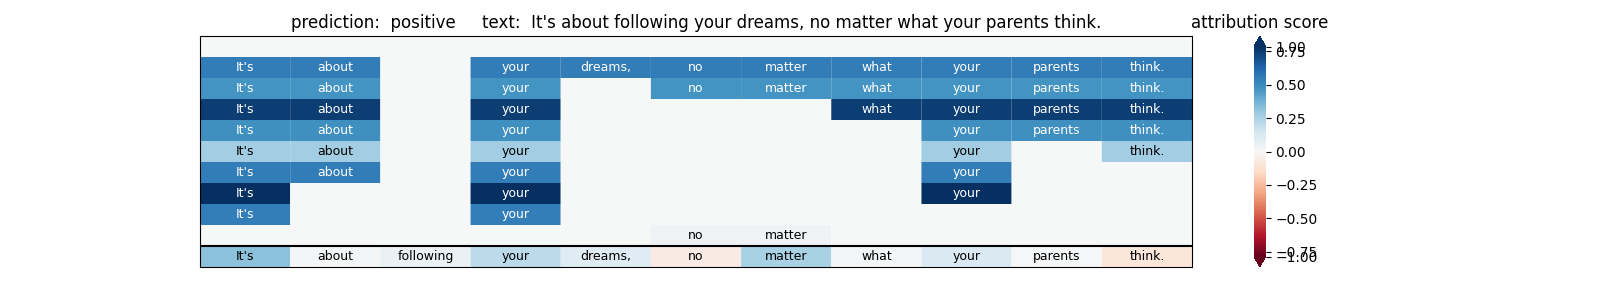 prediction:  positive      text:  It's about following your dreams, no matter what your parents think.
attribution score
It's about your dreams, no matter what your parents think.
It's about your no matter what your parents think.
It's about your what your parents think.
It's about your your parents think.
It's about your your think.
It's about your your
It's your your
It's your
no matter
It's about following your dreams, no matter what your parents think.
1.00
0.75
0.50
0.25
0.00
−0.25
−0.50
−0.75
−1.00